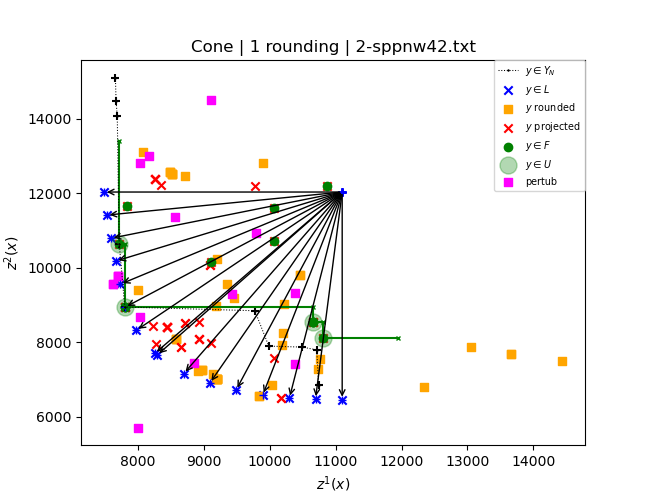 Cone | 1 rounding | 2-sppnw42.txt
y ∈ Y_N
y ∈ L
y rounded
y projected
y ∈ F
y ∈ U
pertub
z²(x)
14000
12000
10000
8000
6000
8000 9000 10000 11000 12000 13000 14000
z¹(x)